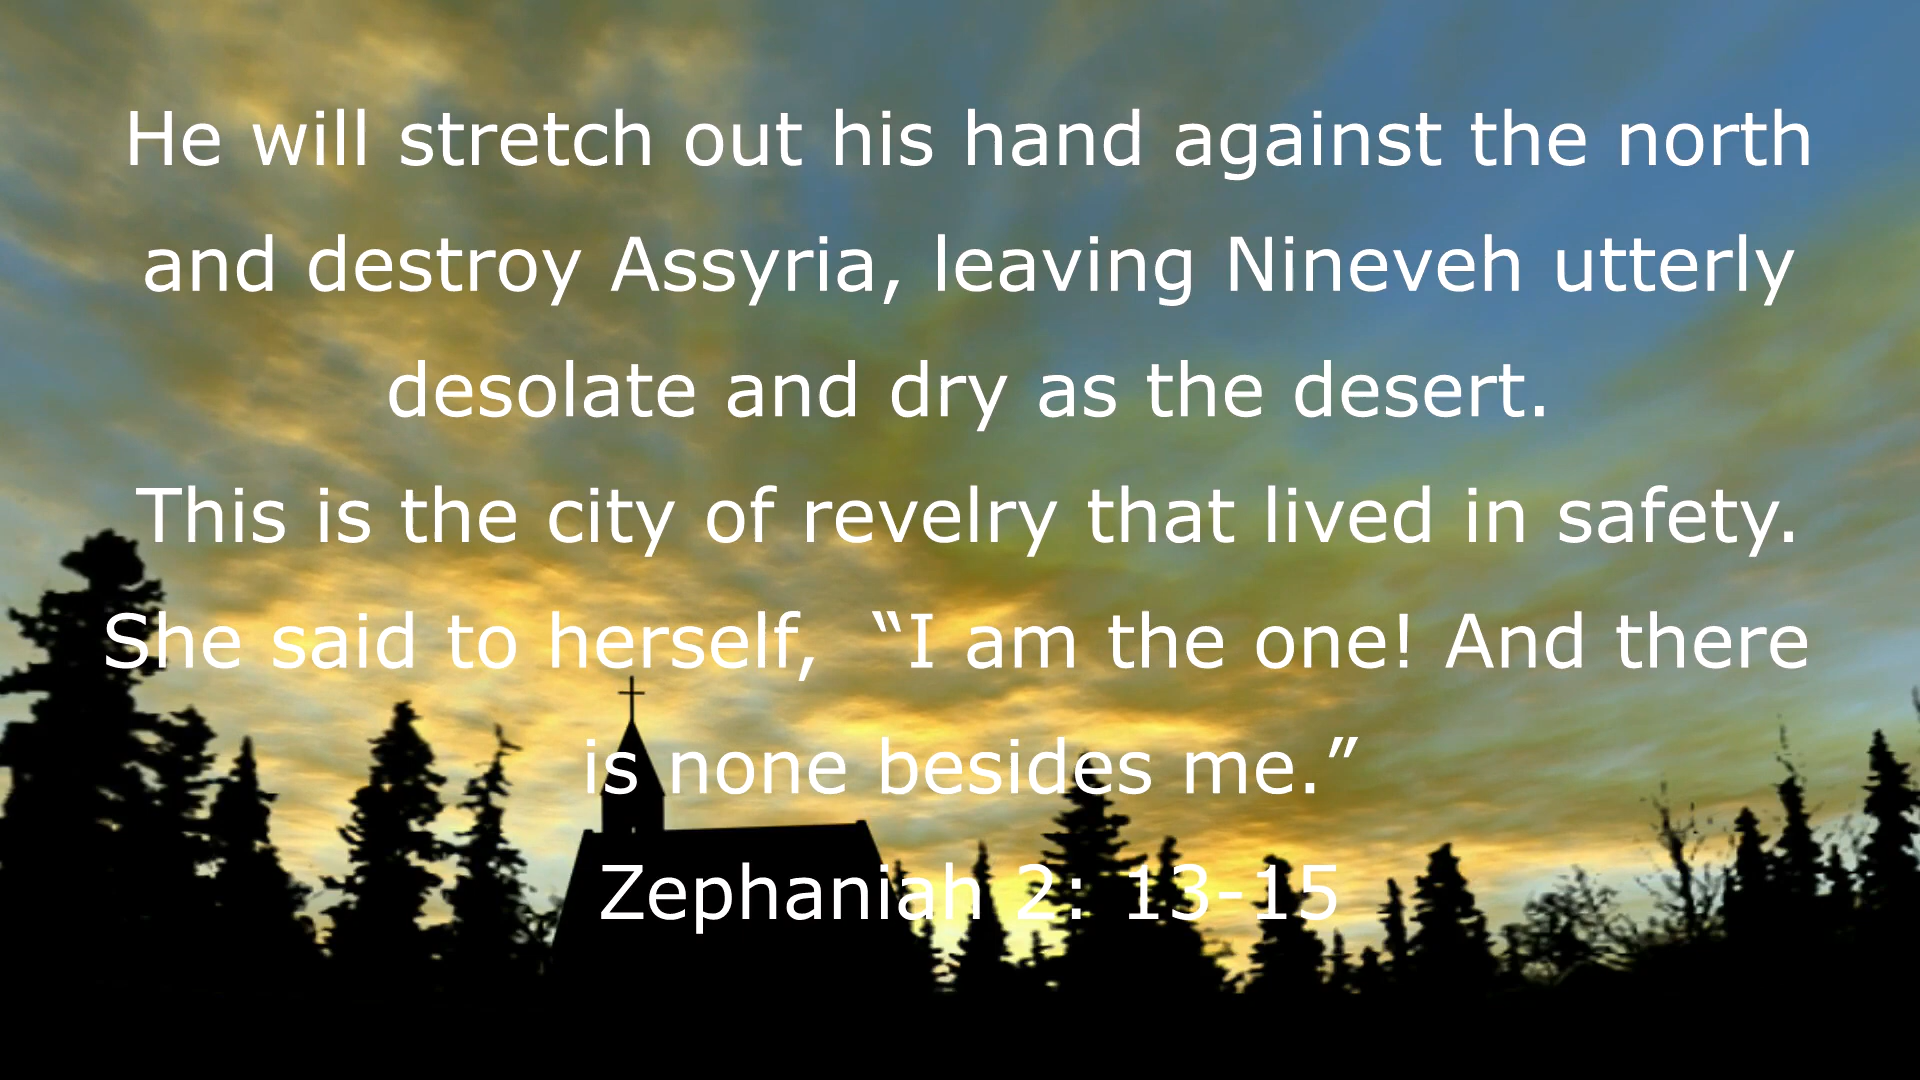 He will stretch out his hand against the north
and destroy Assyria, leaving Nineveh utterly
desolate and dry as the desert.
This is the city of revelry that lived in safety.
She said to herself,  “I am the one! And there
is none besides me.”
Zephaniah 2: 13-15